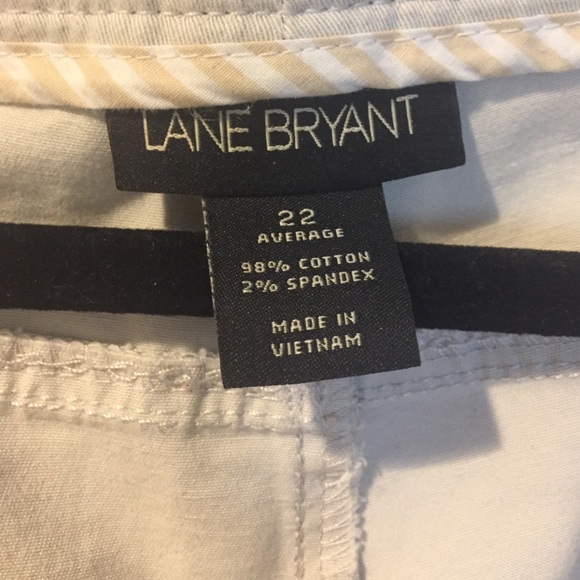 LANE BRYANT
22
AVERAGE
98% COTTON
2% SPANDEX
MADE IN
VIETNAM